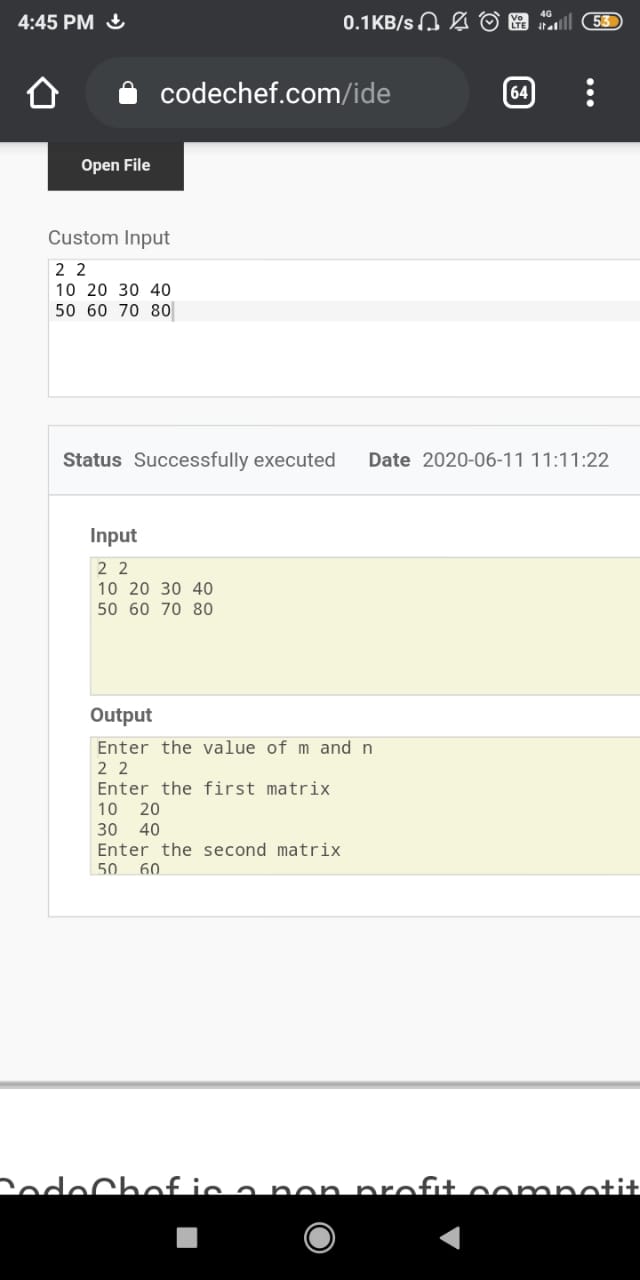 4:45 PM
0.1KB/s
Vo LTE
4G
53
codechef.com/ide
64
Open File
Custom Input
2 2
10 20 30 40
50 60 70 80
Status Successfully executed Date 2020-06-11 11:11:22
Input
2 2
10 20 30 40
50 60 70 80
Output
Enter the value of m and n
2 2
Enter the first matrix
10 20
30 40
Enter the second matrix
50 60
CodeChef is a non profit competit